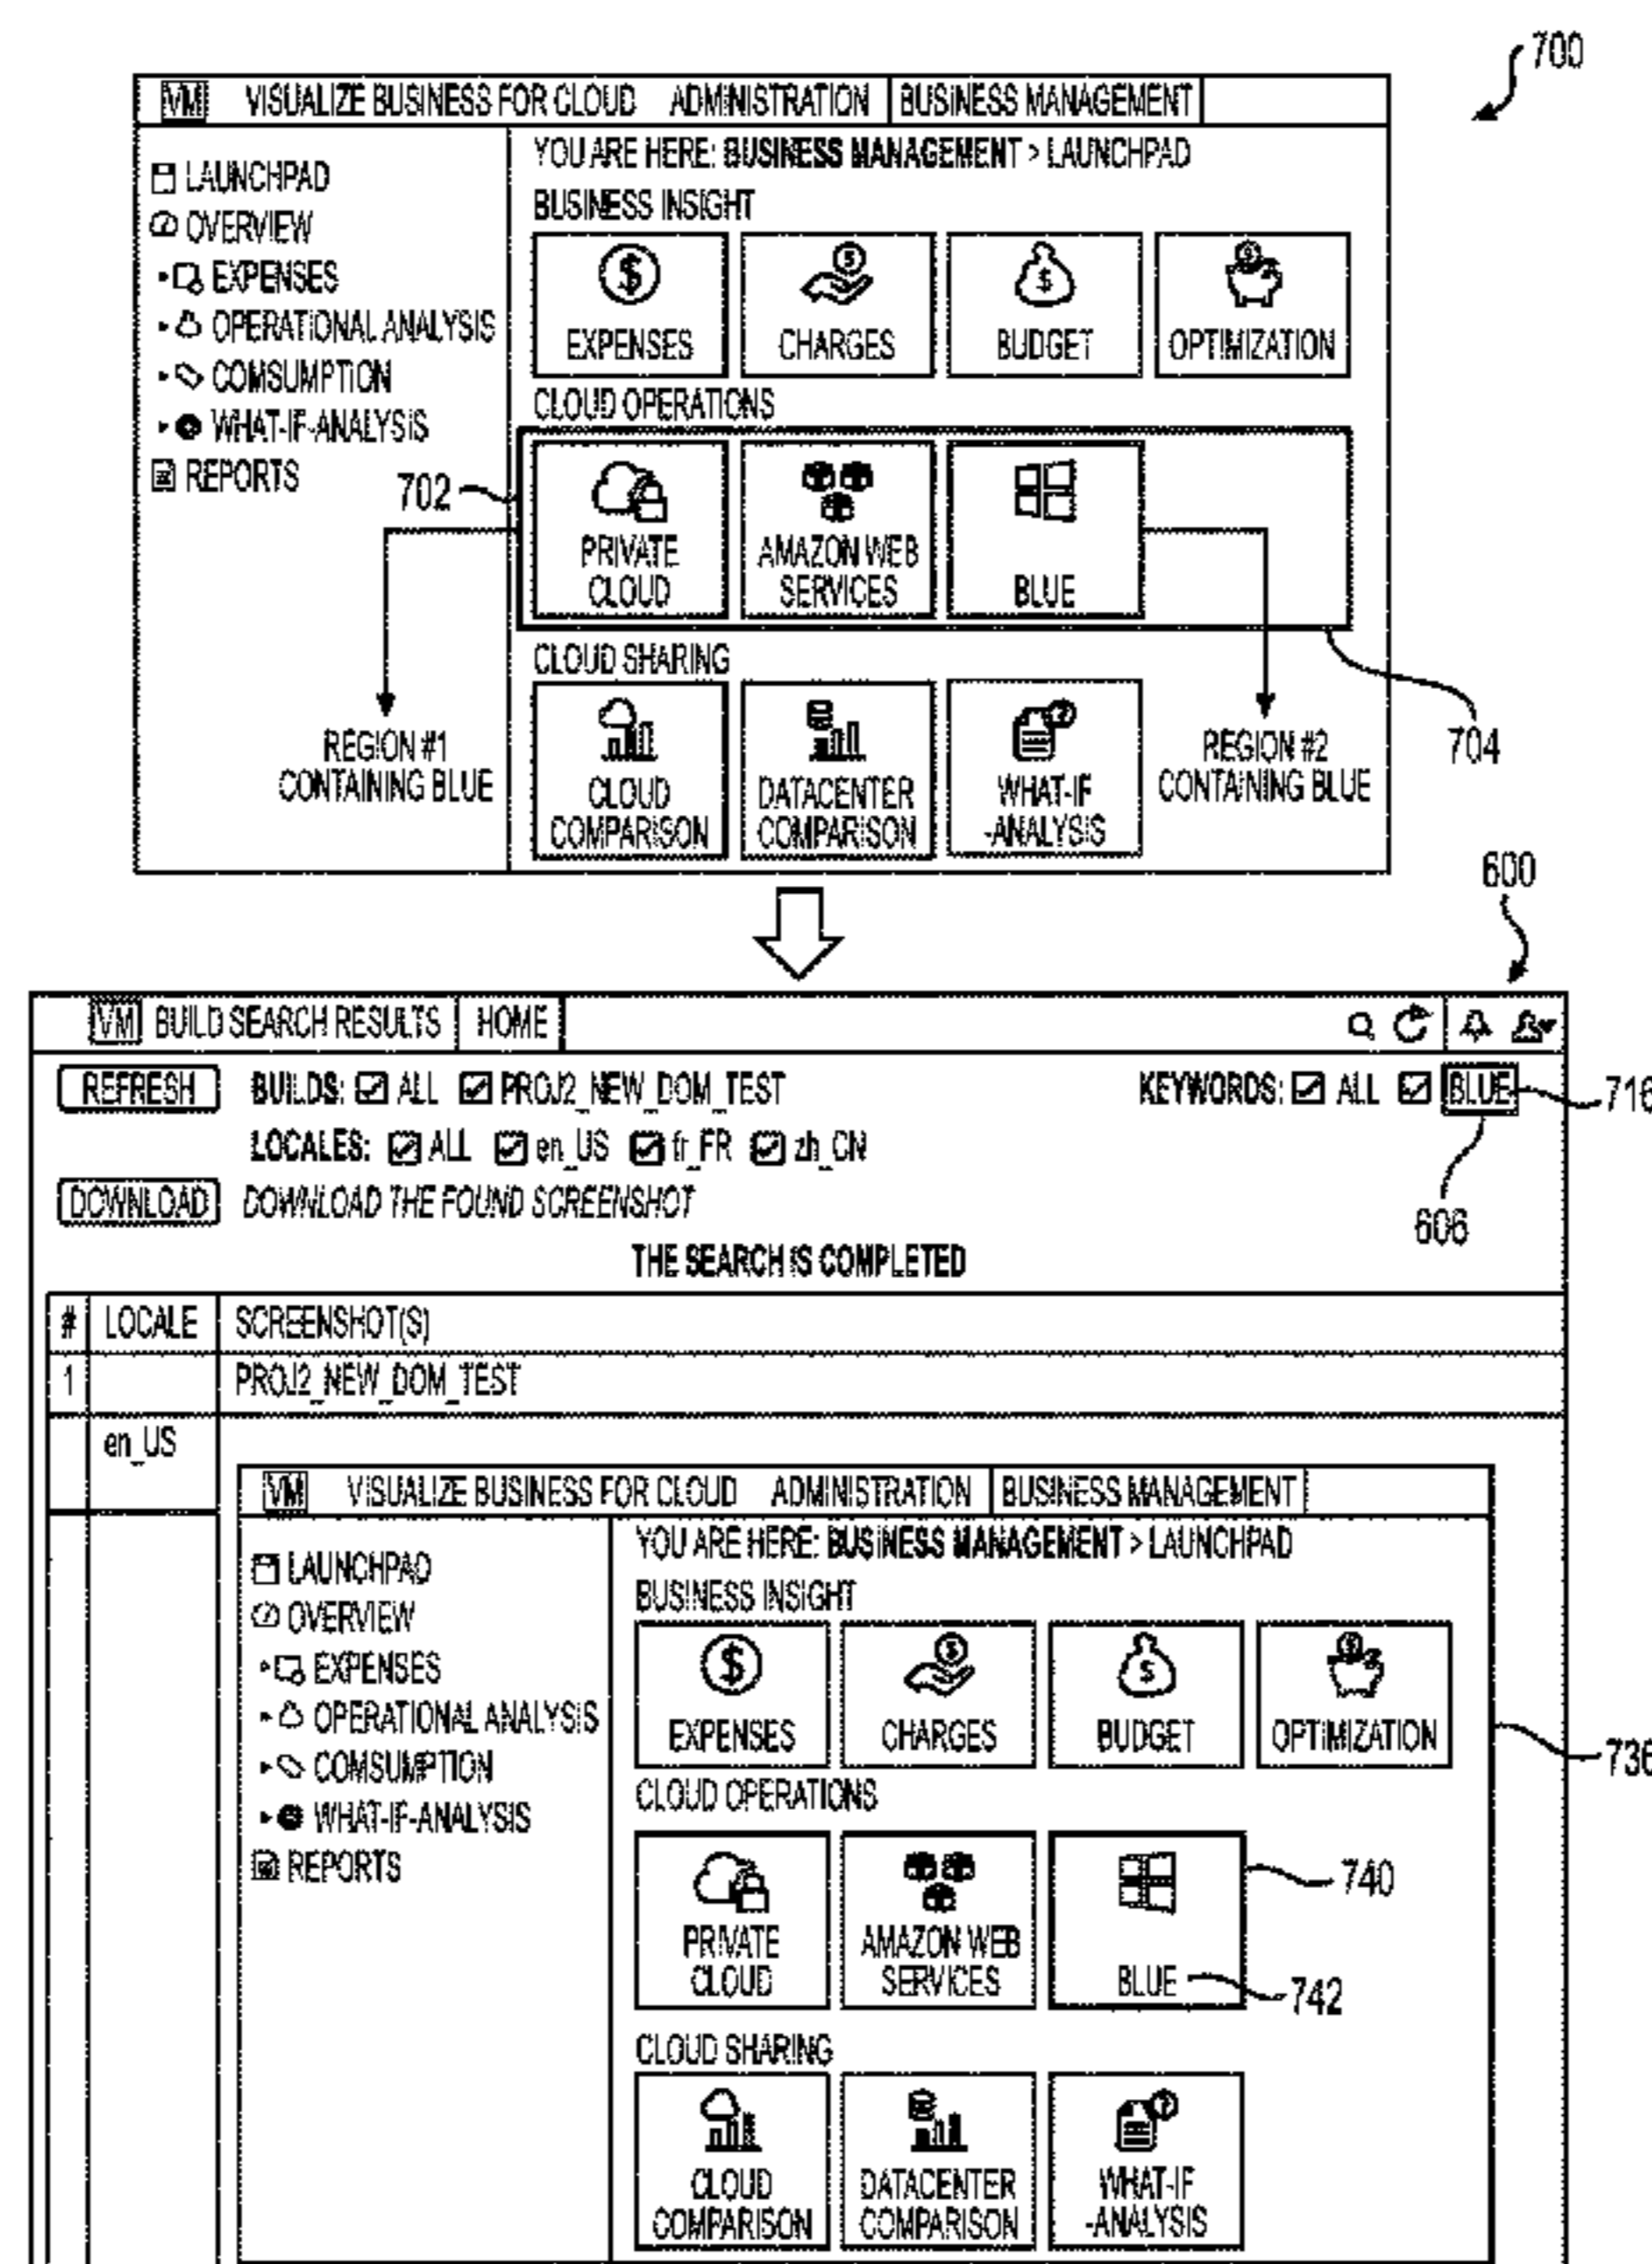 700
VM VISUALIZE BUSINESS FOR CLOUD ADMINISTRATION BUSINESS MANAGEMENT
LAUNCHPAD
OVERVIEW
EXPENSES
OPERATIONAL ANALYSIS
COMSUMPTION
WHAT-IF-ANALYSIS
REPORTS
YOU ARE HERE: BUSINESS MANAGEMENT > LAUNCHPAD
BUSINESS INSIGHT
$ $ $ $
EXPENSES CHARGES BUDGET OPTIMIZATION
CLOUD OPERATIONS
702
PRIVATE
CLOUD
AMAZON WEB
SERVICES
BLUE
704
CLOUD SHARING
REGION #1
CONTAINING BLUE
CLOUD
COMPARISON
DATACENTER
COMPARISON
?
WHAT-IF
-ANALYSIS
REGION #2
CONTAINING BLUE
600
VM BUILD SEARCH RESULTS HOME
REFRESH BUILDS: ALL PROJ2_NEW_DOM_TEST KEYWORDS: ALL BLUE 716
LOCALES: ALL en_US fr_FR zh_CN
606
DOWNLOAD DOWNLOAD THE FOUND SCREENSHOT
THE SEARCH IS COMPLETED
# LOCALE SCREENSHOT(S)
1 PROJ2_NEW_DOM_TEST
en_US
VM VISUALIZE BUSINESS FOR CLOUD ADMINISTRATION BUSINESS MANAGEMENT
LAUNCHPAD
OVERVIEW
EXPENSES
OPERATIONAL ANALYSIS
COMSUMPTION
WHAT-IF-ANALYSIS
REPORTS
YOU ARE HERE: BUSINESS MANAGEMENT > LAUNCHPAD
BUSINESS INSIGHT
$ $ $ $
EXPENSES CHARGES BUDGET OPTIMIZATION
736
CLOUD OPERATIONS
PRIVATE
CLOUD
AMAZON WEB
SERVICES
BLUE
740
742
CLOUD SHARING
CLOUD
COMPARISON
DATACENTER
COMPARISON
?
WHAT-IF
-ANALYSIS